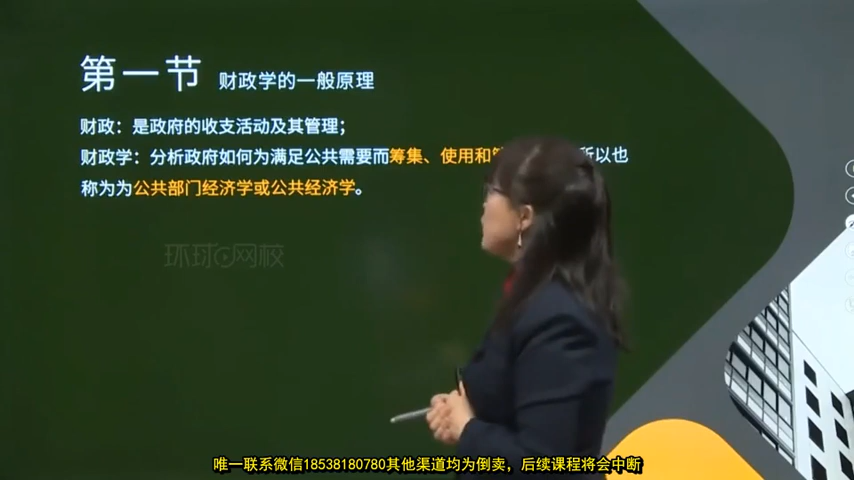 第一节 财政学的一般原理
财政：是政府的收支活动及其管理；
财政学：分析政府如何为满足公共需要而筹集、使用和 所以也
称为为公共部门经济学或公共经济学。
环球网校
唯一联系微信18538180780其他渠道均为倒卖，后续课程将会中断